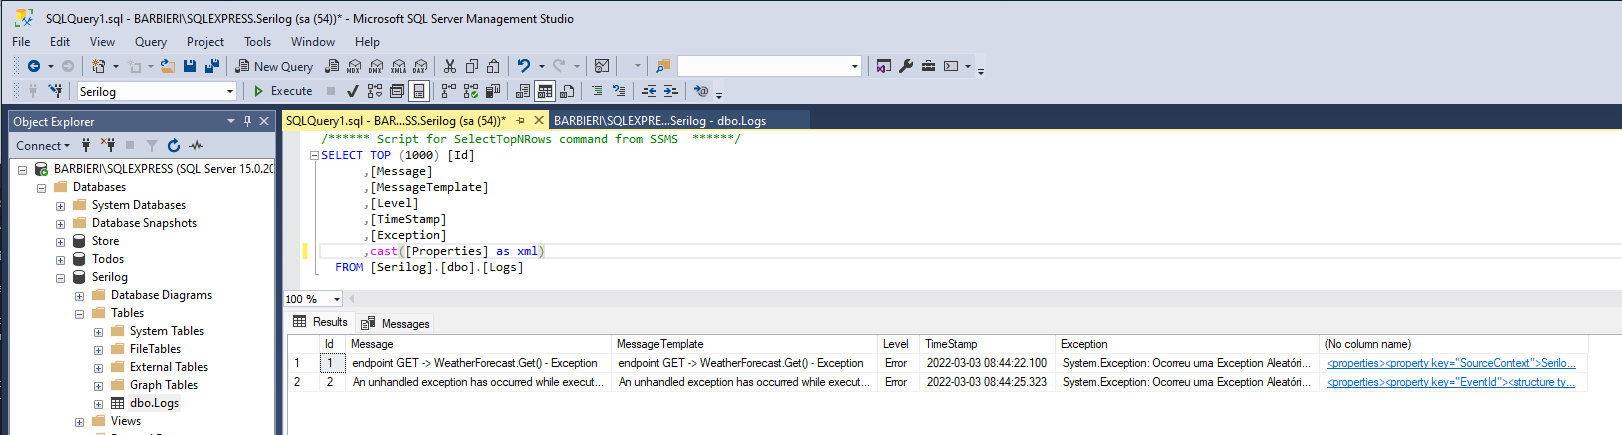 SQLQuery1.sql - BARBIERI\SQLEXPRESS.Serilog (sa (54))* - Microsoft SQL Server Management Studio
File Edit View Query Project Tools Window Help
New Query MDX DMX XMLA DAX
Serilog Execute
Object Explorer
SQLQuery1.sql - BAR...SS.Serilog (sa (54))* BARBIERI\SQLEXPRE...Serilog - dbo.Logs
Connect
BARBIERI\SQLEXPRESS (SQL Server 15.0.20
Databases
System Databases
Database Snapshots
Store
Todos
Serilog
Database Diagrams
Tables
System Tables
FileTables
External Tables
Graph Tables
dbo.Logs
Views
/****** Script for SelectTopNRows command from SSMS ******/
SELECT TOP (1000) [Id]
,[Message]
,[MessageTemplate]
,[Level]
,[TimeStamp]
,[Exception]
,cast([Properties] as xml)
FROM [Serilog].[dbo].[Logs]
100 %
Results Messages
Id Message MessageTemplate Level TimeStamp Exception (No column name)
1 1 endpoint GET -> WeatherForecast.Get() - Exception endpoint GET -> WeatherForecast.Get() - Exception Error 2022-03-03 08:44:22.100 System.Exception: Ocorreu uma Exception Aleatóri... <properties><property key="SourceContext">Serilo...
2 2 An unhandled exception has occurred while execut... An unhandled exception has occurred while execut... Error 2022-03-03 08:44:25.323 System.Exception: Ocorreu uma Exception Aleatóri... <properties><property key="EventId"><structure ty...